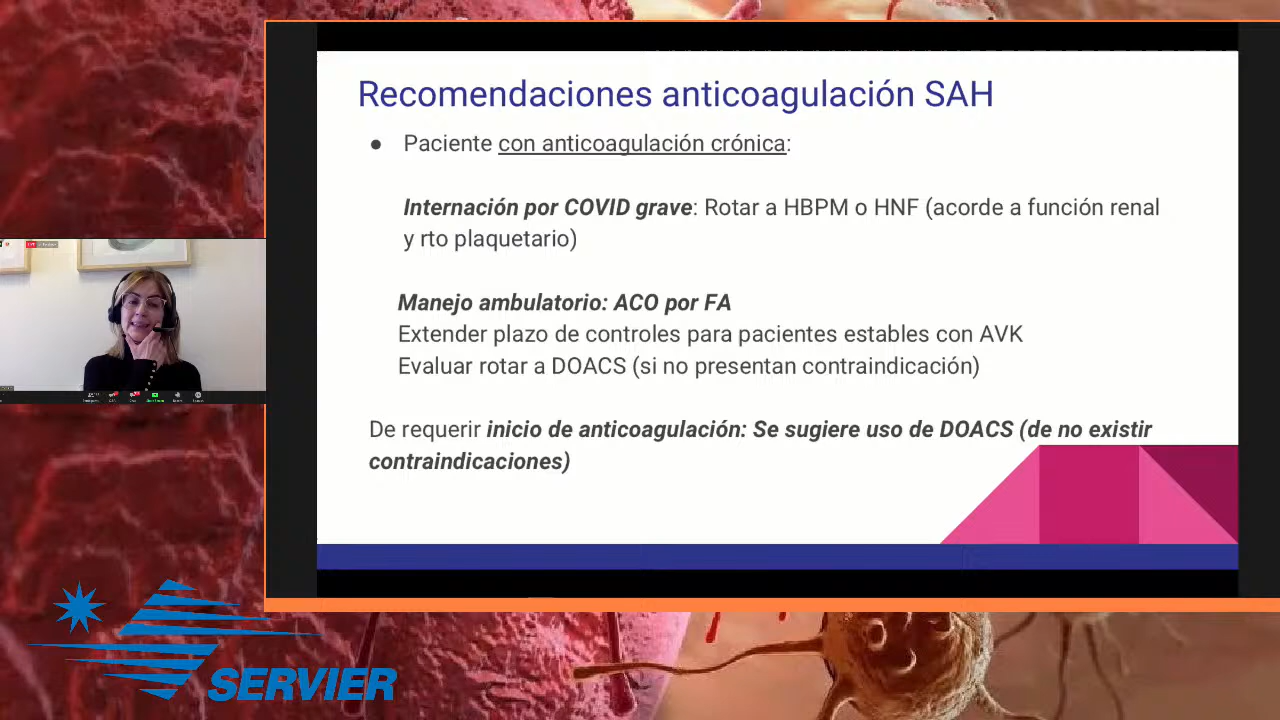 Recomendaciones anticoagulación SAH
● Paciente con anticoagulación crónica:
Internación por COVID grave: Rotar a HBPM o HNF (acorde a función renal
y rto plaquetario)
Manejo ambulatorio: ACO por FA
Extender plazo de controles para pacientes estables con AVK
Evaluar rotar a DOACS (si no presentan contraindicación)
De requerir inicio de anticoagulación: Se sugiere uso de DOACS (de no existir
contraindicaciones)
SERVIER